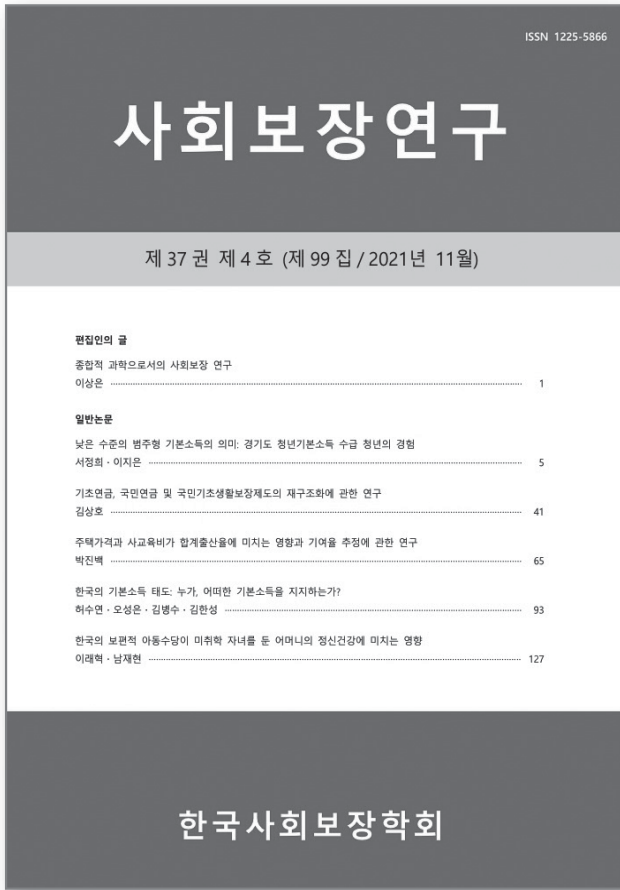 ISSN 1225-5866
사회보장연구
제 37 권 제 4 호 (제 99 집 / 2021년 11월)
편집인의 글
종합적 과학으로서의 사회보장 연구
이상은 1
일반논문
낮은 수준의 범주형 기본소득의 의미: 경기도 청년기본소득 수급 청년의 경험
서정희 · 이지은 5
기초연금, 국민연금 및 국민기초생활보장제도의 재구조화에 관한 연구
김상호 41
주택가격과 사교육비가 합계출산율에 미치는 영향과 기여율 추정에 관한 연구
박진백 65
한국의 기본소득 태도: 누가, 어떠한 기본소득을 지지하는가?
허수연 · 오성은 · 김병수 · 김한성 93
한국의 보편적 아동수당이 미취학 자녀를 둔 어머니의 정신건강에 미치는 영향
이래혁 · 남재현 127
한국사회보장학회